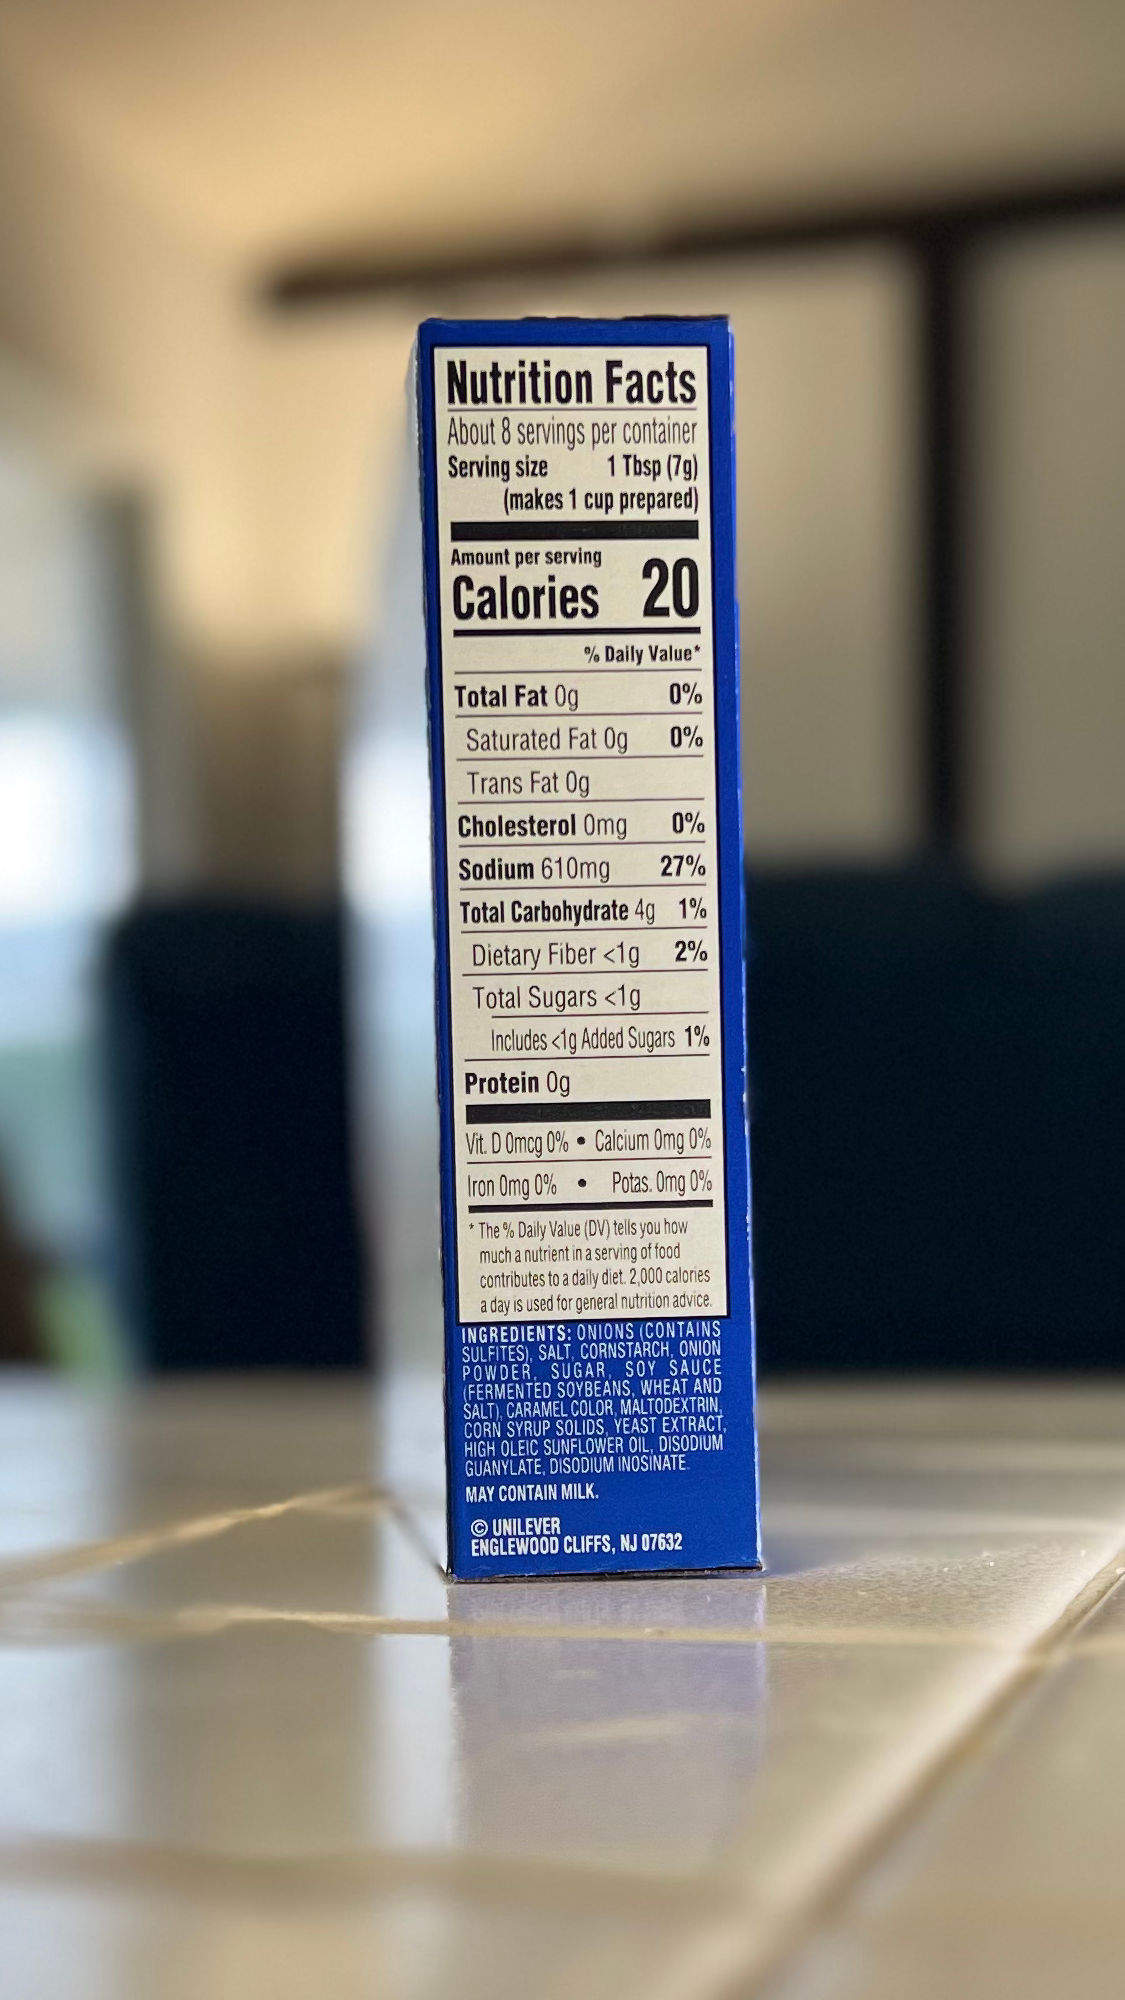 Nutrition Facts
About 8 servings per container
Serving size 1 Tbsp (7g)
(makes 1 cup prepared)
Amount per serving
Calories 20
% Daily Value*
Total Fat 0g 0%
Saturated Fat 0g 0%
Trans Fat 0g
Cholesterol 0mg 0%
Sodium 610mg 27%
Total Carbohydrate 4g 1%
Dietary Fiber <1g 2%
Total Sugars <1g
Includes <1g Added Sugars 1%
Protein 0g
Vit. D 0mcg 0% • Calcium 0mg 0%
Iron 0mg 0% • Potas. 0mg 0%
* The % Daily Value (DV) tells you how
much a nutrient in a serving of food
contributes to a daily diet. 2,000 calories
a day is used for general nutrition advice.
INGREDIENTS: ONIONS (CONTAINS
SULFITES), SALT, CORNSTARCH, ONION
POWDER, SUGAR, SOY SAUCE
(FERMENTED SOYBEANS, WHEAT AND
SALT), CARAMEL COLOR, MALTODEXTRIN,
CORN SYRUP SOLIDS, YEAST EXTRACT,
HIGH OLEIC SUNFLOWER OIL, DISODIUM
GUANYLATE, DISODIUM INOSINATE.
MAY CONTAIN MILK.
© UNILEVER
ENGLEWOOD CLIFFS, NJ 07632